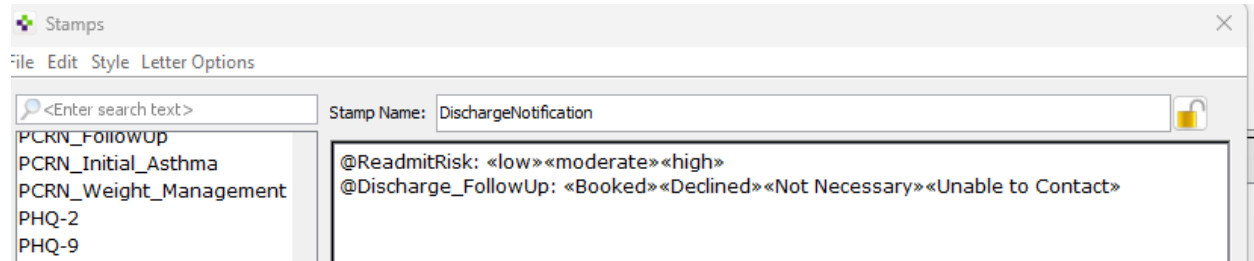 Stamps
File Edit Style Letter Options
<Enter search text>
Stamp Name: DischargeNotification
PCRN_FollowUp
PCRN_Initial_Asthma
PCRN_Weight_Management
PHQ-2
PHQ-9
@ReadmitRisk: «low»«moderate»«high»
@Discharge_FollowUp: «Booked»«Declined»«Not Necessary»«Unable to Contact»